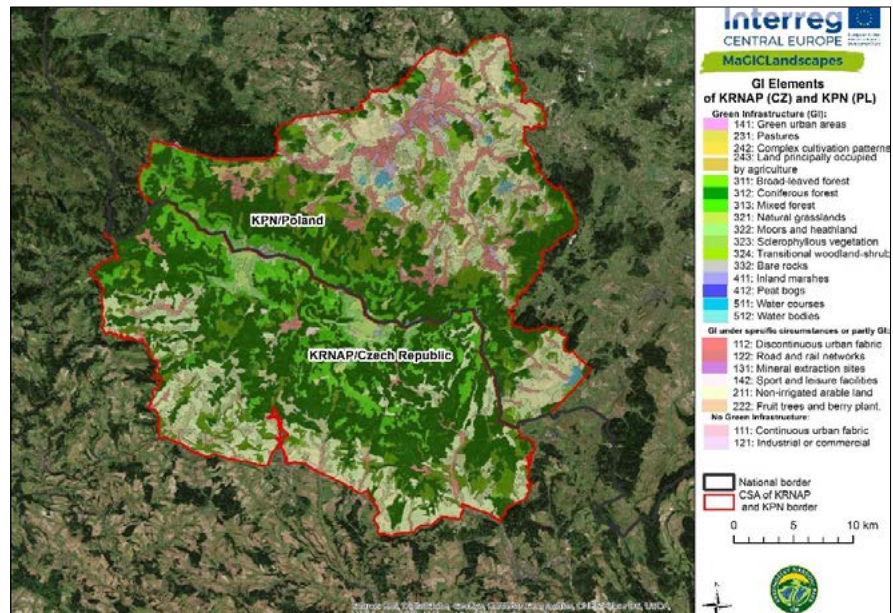 KPN/Poland
KRNAP/Czech Republic
Interreg
CENTRAL EUROPE
MaGICLandscapes
GI Elements
of KRNAP (CZ) and KPN (PL)
Green Infrastructure (GI):
141: Green urban areas
231: Pastures
242: Complex cultivation patterns
243: Land principally occupied
by agriculture
311: Broad-leaved forest
312: Coniferous forest
313: Mixed forest
321: Natural grasslands
322: Moors and heathland
323: Sclerophyllous vegetation
324: Transitional woodland-shrub
332: Bare rocks
411: Inland marshes
412: Peat bogs
511: Water courses
512: Water bodies
GI under specific circumstances or partly GI:
112: Discontinuous urban fabric
122: Road and rail networks
131: Mineral extraction sites
142: Sport and leisure facilities
211: Non-irrigated arable land
222: Fruit trees and berry plant.
No Green Infrastructure:
111: Continuous urban fabric
121: Industrial or commercial
National border
CSA of KRNAP
and KPN border
0 5 10 km